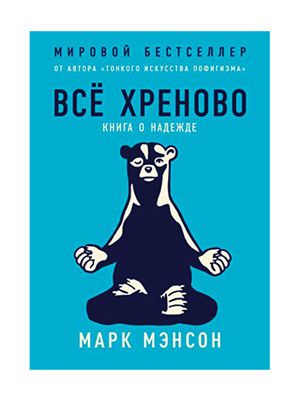 МИРОВОЙ БЕСТСЕЛЛЕР
ОТ АВТОРА «ТОНКОГО ИСКУССТВА ПОФИГИЗМА»
ВСЁ ХРЕНОВО
КНИГА О НАДЕЖДЕ
МАРК МЭНСОН